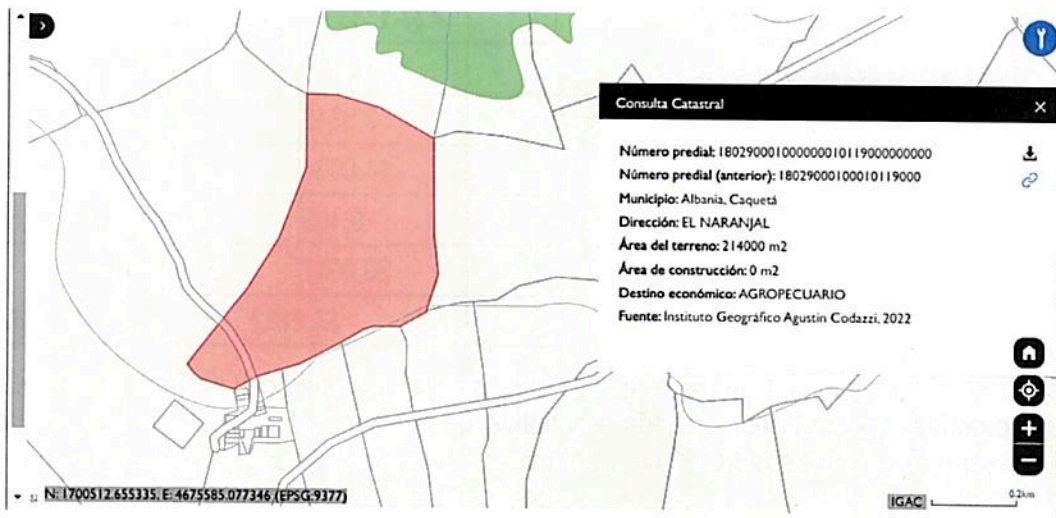 Consulta Catastral
Número predial: 180290001000000010119000000000
Número predial (anterior): 18029000100010119000
Municipio: Albania, Caquetá
Dirección: EL NARANJAL
Área del terreno: 214000 m2
Área de construcción: 0 m2
Destino económico: AGROPECUARIO
Fuente: Instituto Geográfico Agustin Codazzi, 2022
N: 1700512.655335, E: 4675585.077346, (EPSG:9377)
IGAC
0.2km